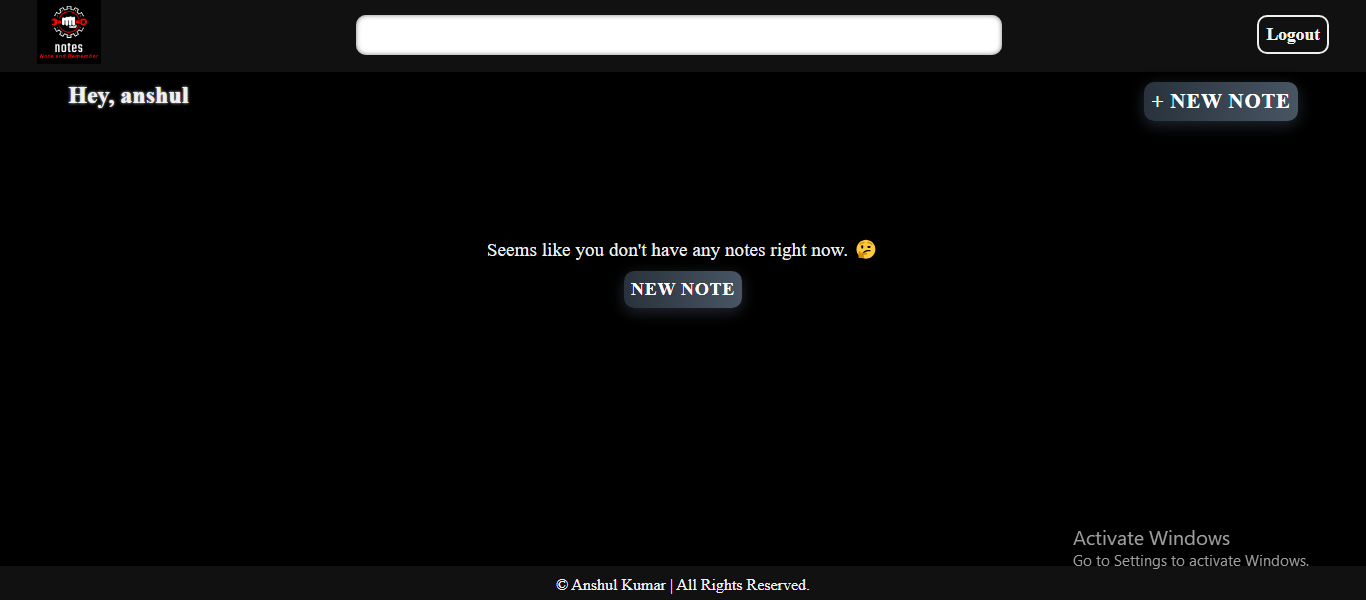 notes
Note and Remember
Logout
Hey, anshul
+ NEW NOTE
Seems like you don't have any notes right now. 🤔
NEW NOTE
Activate Windows
Go to Settings to activate Windows.
© Anshul Kumar | All Rights Reserved.